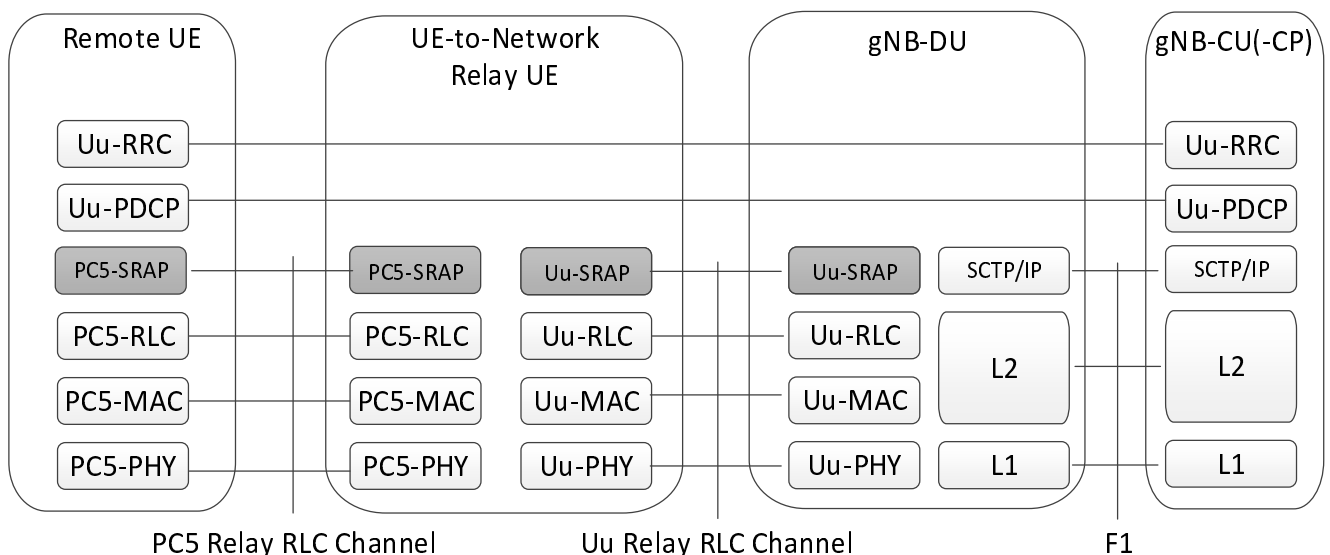 Remote UE
UE-to-Network
Relay UE
gNB-DU
gNB-CU(-CP)
Uu-RRC
Uu-RRC
Uu-PDCP
Uu-PDCP
PC5-SRAP
PC5-SRAP
Uu-SRAP
Uu-SRAP
SCTP/IP
SCTP/IP
PC5-RLC
PC5-RLC
Uu-RLC
Uu-RLC
L2
L2
PC5-MAC
PC5-MAC
Uu-MAC
Uu-MAC
PC5-PHY
PC5-PHY
Uu-PHY
Uu-PHY
L1
L1
PC5 Relay RLC Channel
Uu Relay RLC Channel
F1